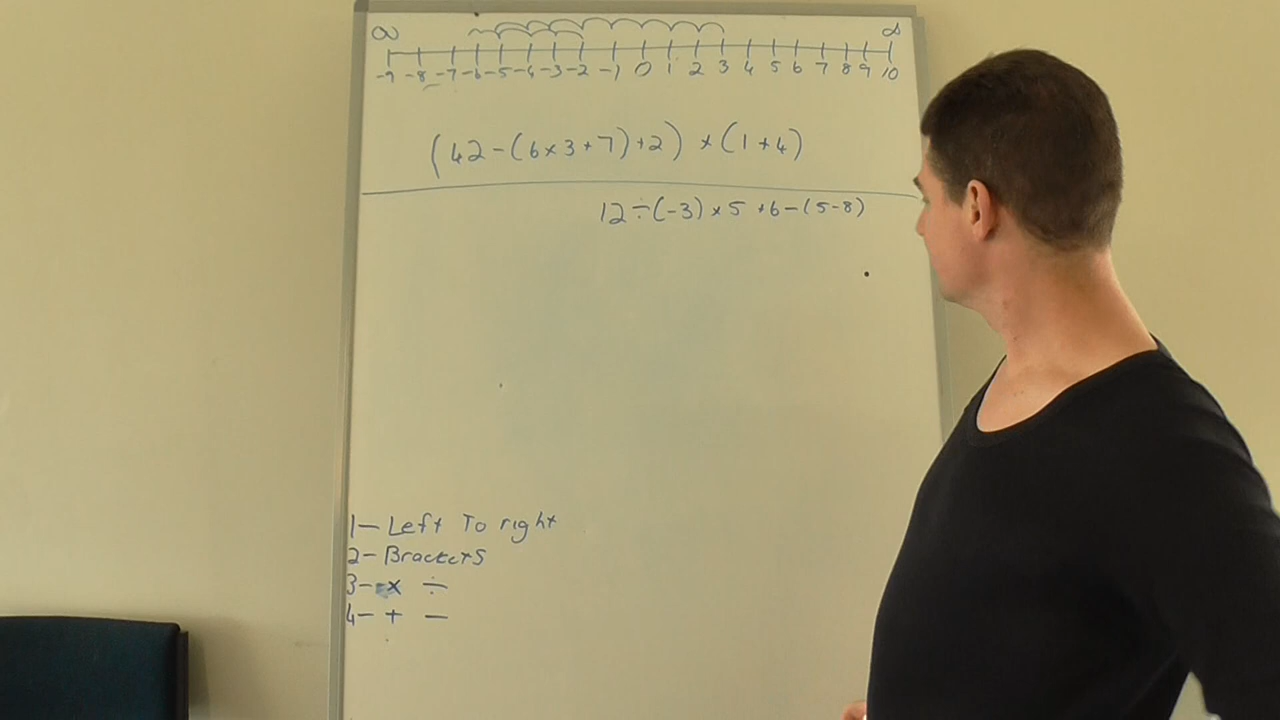 ∞ ∞
-9 -8 -7 -6 -5 -4 -3 -2 -1 0 1 2 3 4 5 6 7 8 9 10
(42-(6×3+7)+2) × (1+4)
12÷(-3)×5+6-(5-8)
1- Left To right
2- Brackets
3- × ÷
4- + -